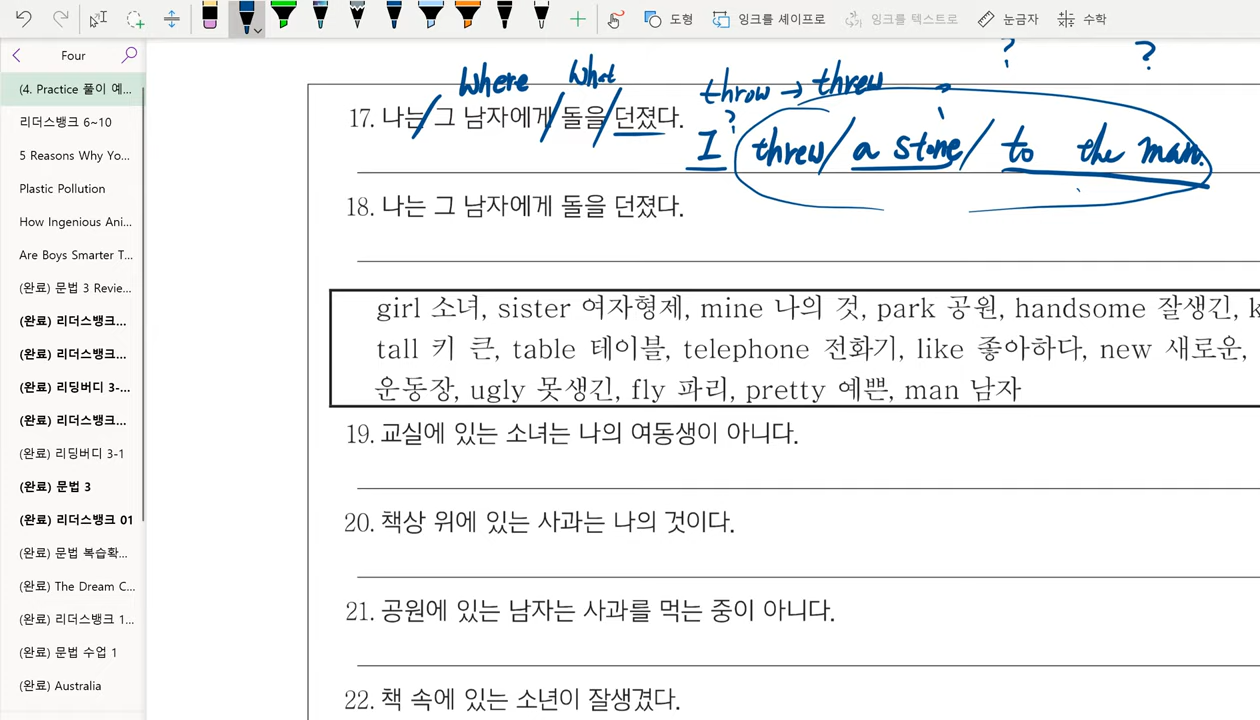 도형
잉크를 셰이프로
잉크를 텍스트로
눈금자
수학
Four
(4. Practice 풀이 예...
리더스뱅크 6~10
5 Reasons Why Yo...
Plastic Pollution
How Ingenious Ani...
Are Boys Smarter T...
(완료) 문법 3 Revie...
(완료) 리더스뱅크...
(완료) 리더스뱅크...
(완료) 리딩버디 3-...
(완료) 리더스뱅크...
(완료) 리딩버디 3-1
(완료) 문법 3
(완료) 리더스뱅크 01
(완료) 문법 복습확...
(완료) The Dream C...
(완료) 리더스뱅크 1...
(완료) 문법 수업 1
(완료) Australia
? ?
where what throw → threw
17. 나는/그 남자에게/돌을/던졌다.
?
I threw/a stone/to the man.
18. 나는 그 남자에게 돌을 던졌다.
girl 소녀, sister 여자형제, mine 나의 것, park 공원, handsome 잘생긴, k
tall 키 큰, table 테이블, telephone 전화기, like 좋아하다, new 새로운,
운동장, ugly 못생긴, fly 파리, pretty 예쁜, man 남자
19. 교실에 있는 소녀는 나의 여동생이 아니다.
20. 책상 위에 있는 사과는 나의 것이다.
21. 공원에 있는 남자는 사과를 먹는 중이 아니다.
22. 책 속에 있는 소년이 잘생겼다.